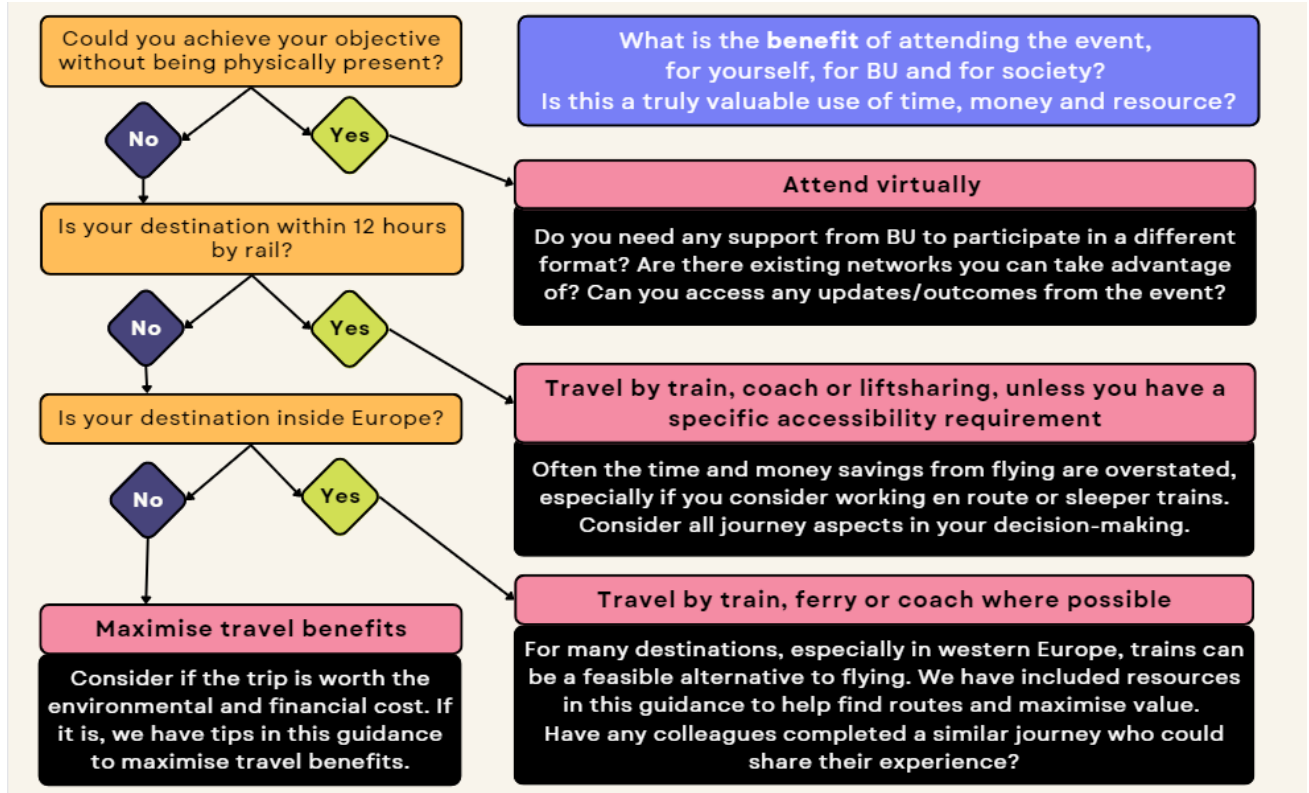 Could you achieve your objective
without being physically present?
What is the benefit of attending the event,
for yourself, for BU and for society?
Is this a truly valuable use of time, money and resource?
No
Yes
Attend virtually
Do you need any support from BU to participate in a different
format? Are there existing networks you can take advantage
of? Can you access any updates/outcomes from the event?
Is your destination within 12 hours
by rail?
No
Yes
Travel by train, coach or liftsharing, unless you have a
specific accessibility requirement
Often the time and money savings from flying are overstated,
especially if you consider working en route or sleeper trains.
Consider all journey aspects in your decision-making.
Is your destination inside Europe?
No
Yes
Travel by train, ferry or coach where possible
For many destinations, especially in western Europe, trains can
be a feasible alternative to flying. We have included resources
in this guidance to help find routes and maximise value.
Have any colleagues completed a similar journey who could
share their experience?
Maximise travel benefits
Consider if the trip is worth the
environmental and financial cost. If
it is, we have tips in this guidance
to maximise travel benefits.